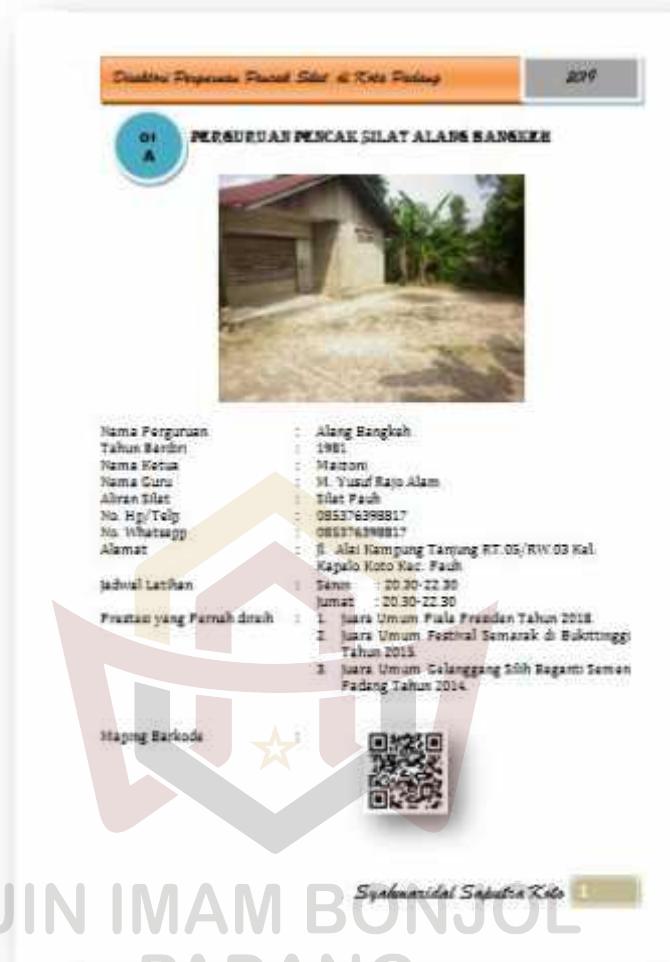 Direktori Perguruan Pencak Silat di Kota Padang 2019
01
A
PERGURUAN PENCAK SILAT ALANG BANGKEH
Nama Perguruan : Alang Bangkeh
Tahun Berdiri : 1981
Nama Ketua : Maizoni
Nama Guru : M. Yusuf Rajo Alam
Aliran Silat : Silat Pauh
No. Hp/Telp : 085376398817
No. Whatsapp : 085376398817
Alamat : Jl. Alai Kampung Tanjung RT.05/RW.03 Kel.
Kapalo Koto Kec. Pauh
Jadwal Latihan : Senin : 20.30-22.30
Jumat : 20.30-22.30
Prestasi yang Pernah diraih : 1. Juara Umum Piala Presiden Tahun 2018.
2. Juara Umum Festival Semarak di Bukittinggi
Tahun 2015.
3. Juara Umum Gelanggang Silih Baganti Semen
Padang Tahun 2014.
Maping Barkode :
Syahnaridal Saputra Koto 1
UIN IMAM BONJOL
PADANG